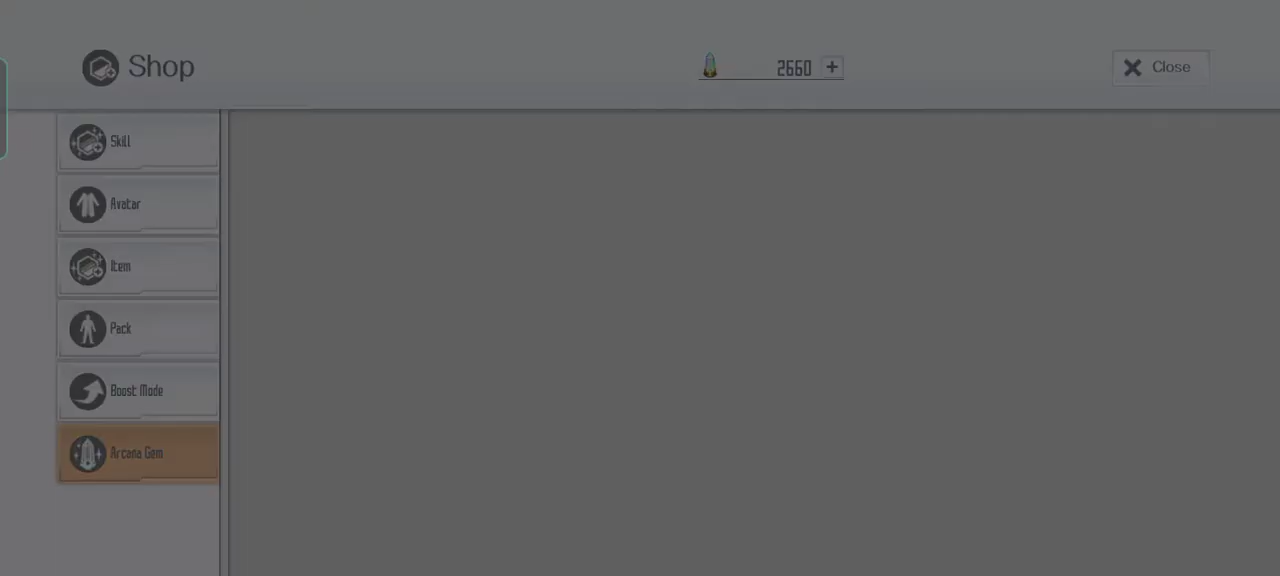 Shop
2660 +
Close
Skill
Avatar
Item
Pack
Boost Mode
Arcana Gem